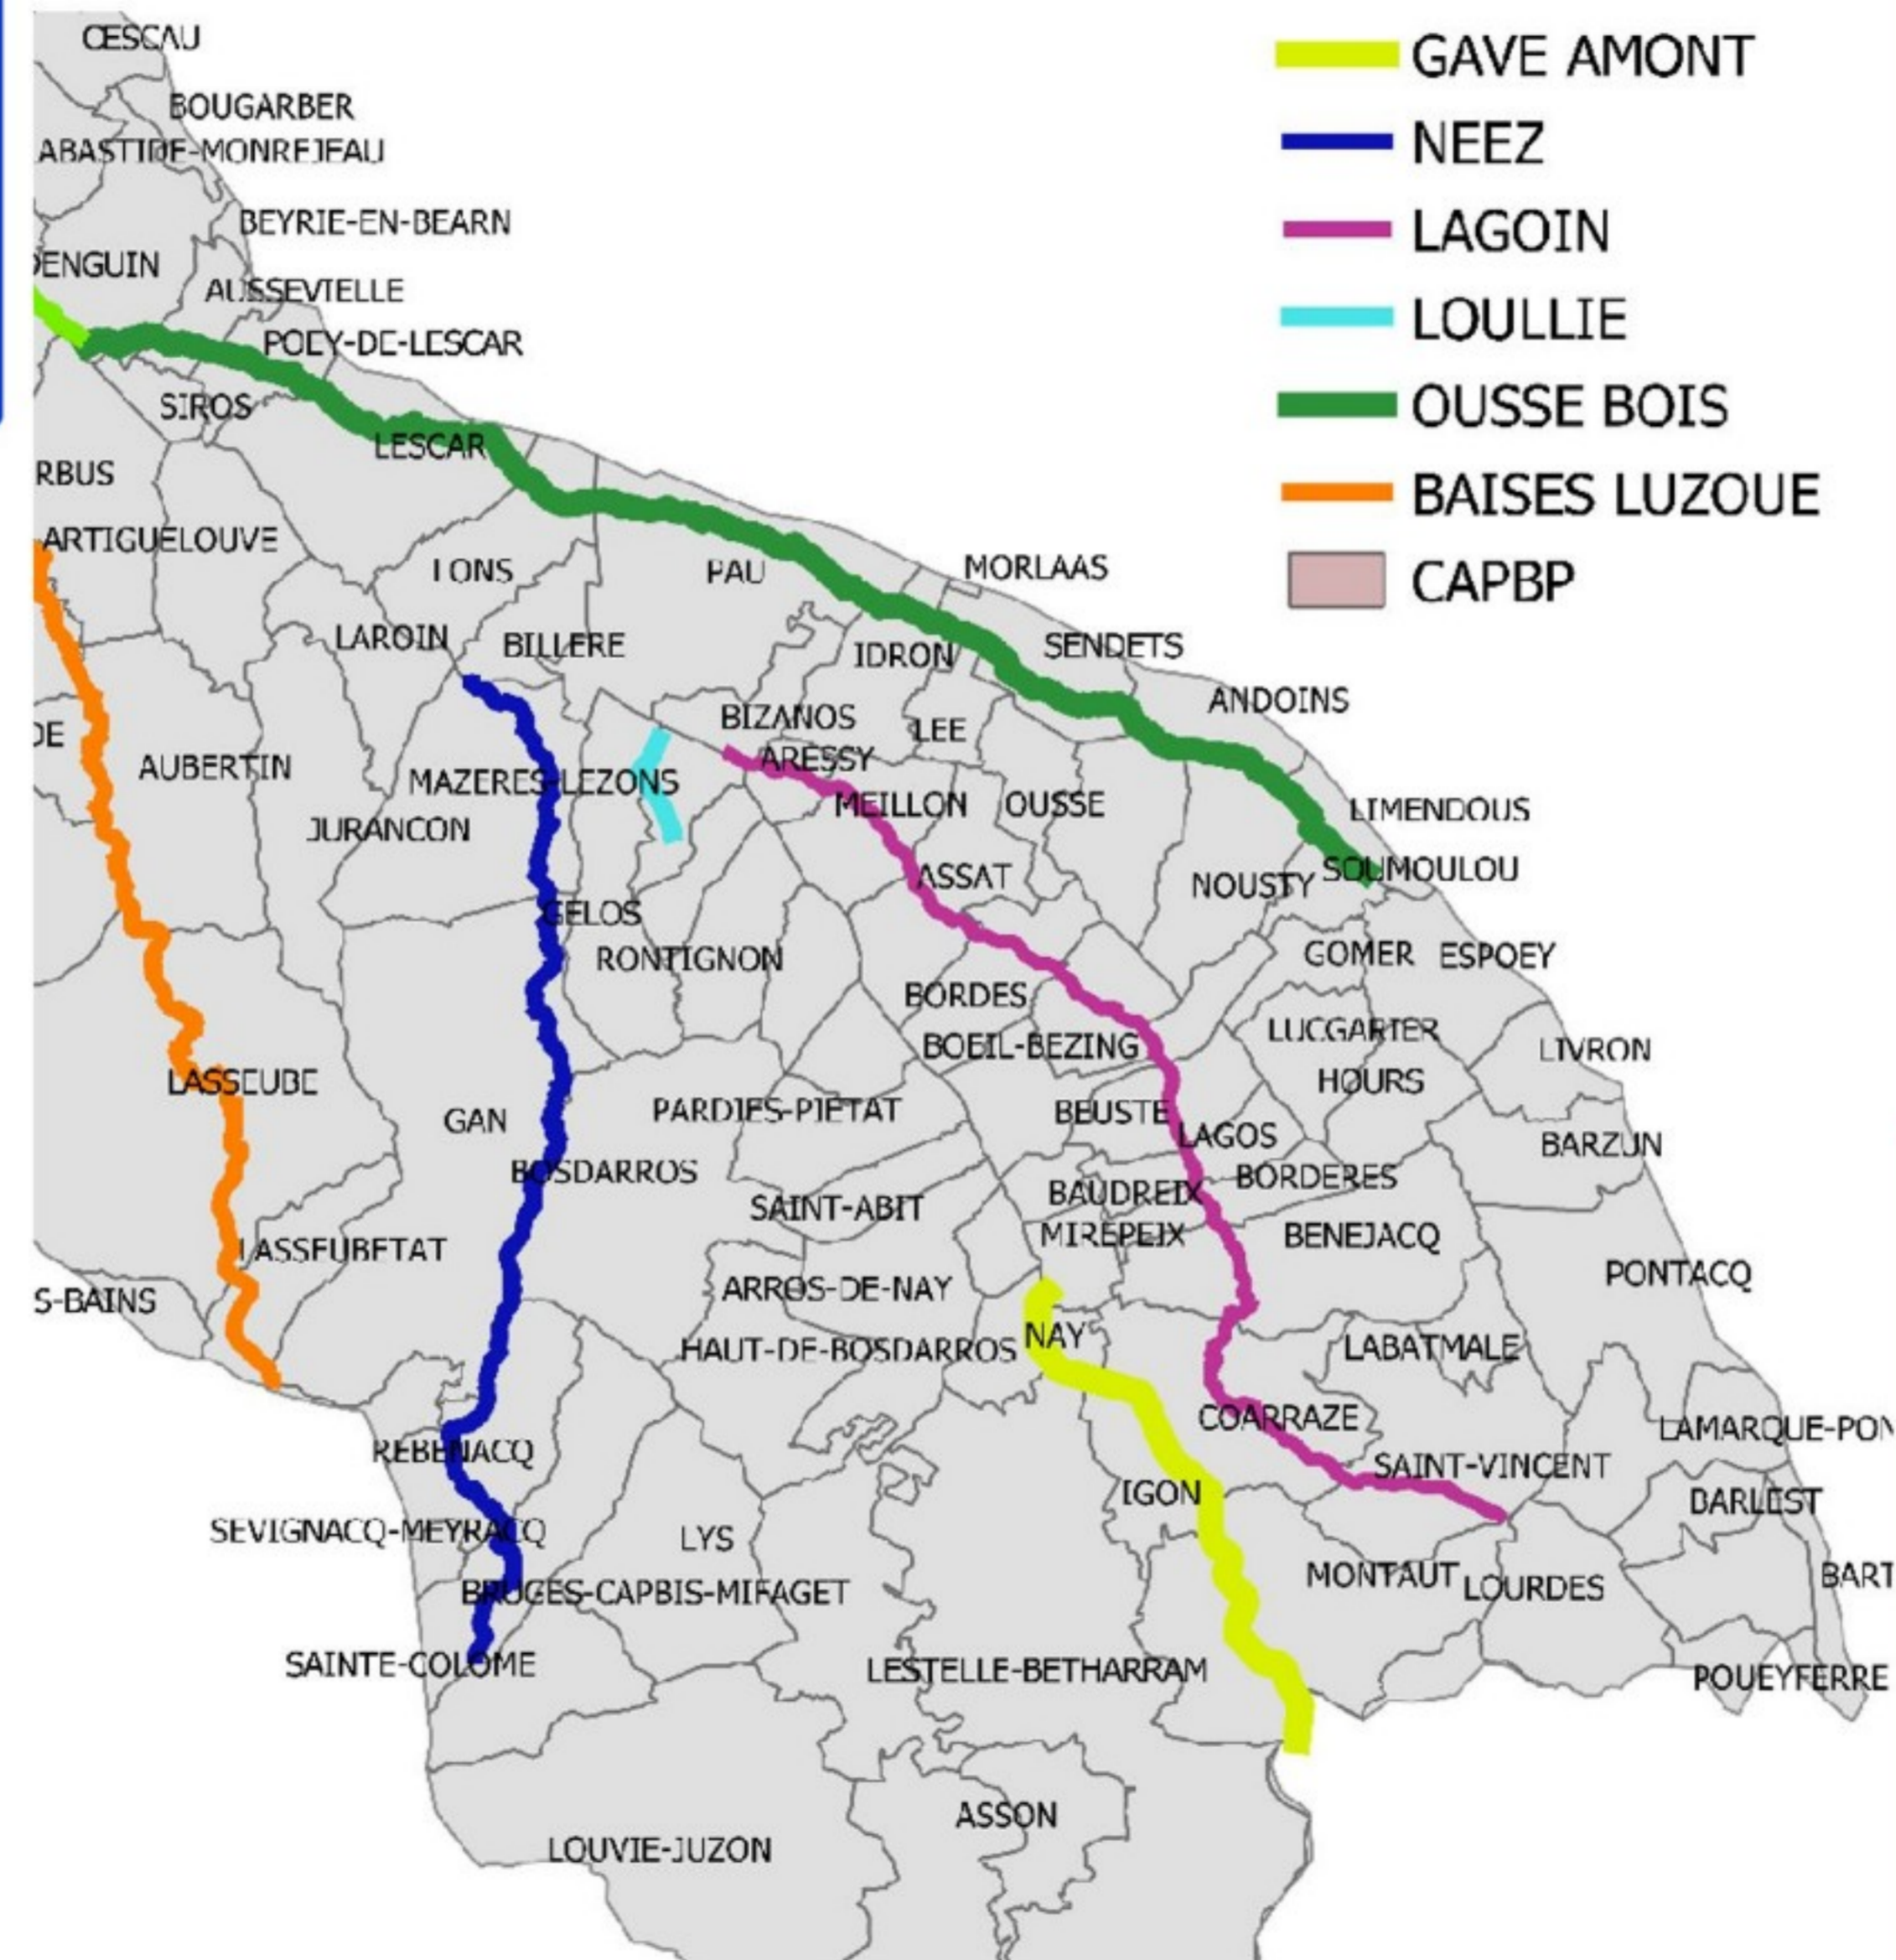 GAVE AMONT
NEEZ
LAGOIN
LOULLIE
OUSSE BOIS
BAISES LUZOUE
CAPBP
ŒSCAU
BOUGARBER
ABASTIDE-MONREJEAU
BEYRIE-EN-BEARN
DENGUIN
AUSSEVIELLE
POEY-DE-LESCAR
SIROS
LESCAR
RBUS
ARTIGUELOUVE
LONS
PAU
MORLAAS
LAROIN
BILLERE
IDRON
SENDETS
ANDOINS
DE
BIZANOS
LEE
AUBERTIN
MAZERES-LEZONS
ARESSY
MEILLON
OUSSE
LIMENDOUS
JURANCON
ASSAT
NOUSTY
SOUMOULOU
GELOS
RONTIGNON
GOMER
ESPOEY
BORDES
LUCGARIER
BOEIL-BEZING
LIVRON
LASSEUBE
HOURS
GAN
PARDIES-PIETAT
BEUSTE
LAGOS
BARZUN
BOSDARROS
BORDERES
BAUDREIX
SAINT-ABIT
MIREPEIX
BENEJACQ
LASSEUBETAT
PONTACQ
S-BAINS
ARROS-DE-NAY
NAY
HAUT-DE-BOSDARROS
LABATMALE
COARRAZE
LAMARQUE-PON
REBENACQ
SAINT-VINCENT
IGON
BARLEST
SEVIGNACQ-MEYRACQ
LYS
MONTAUT
LOURDES
BART
BRUGES-CAPBIS-MIFAGET
SAINTE-COLOME
LESTELLE-BETHARRAM
POUEYFERRE
ASSON
LOUVIE-JUZON